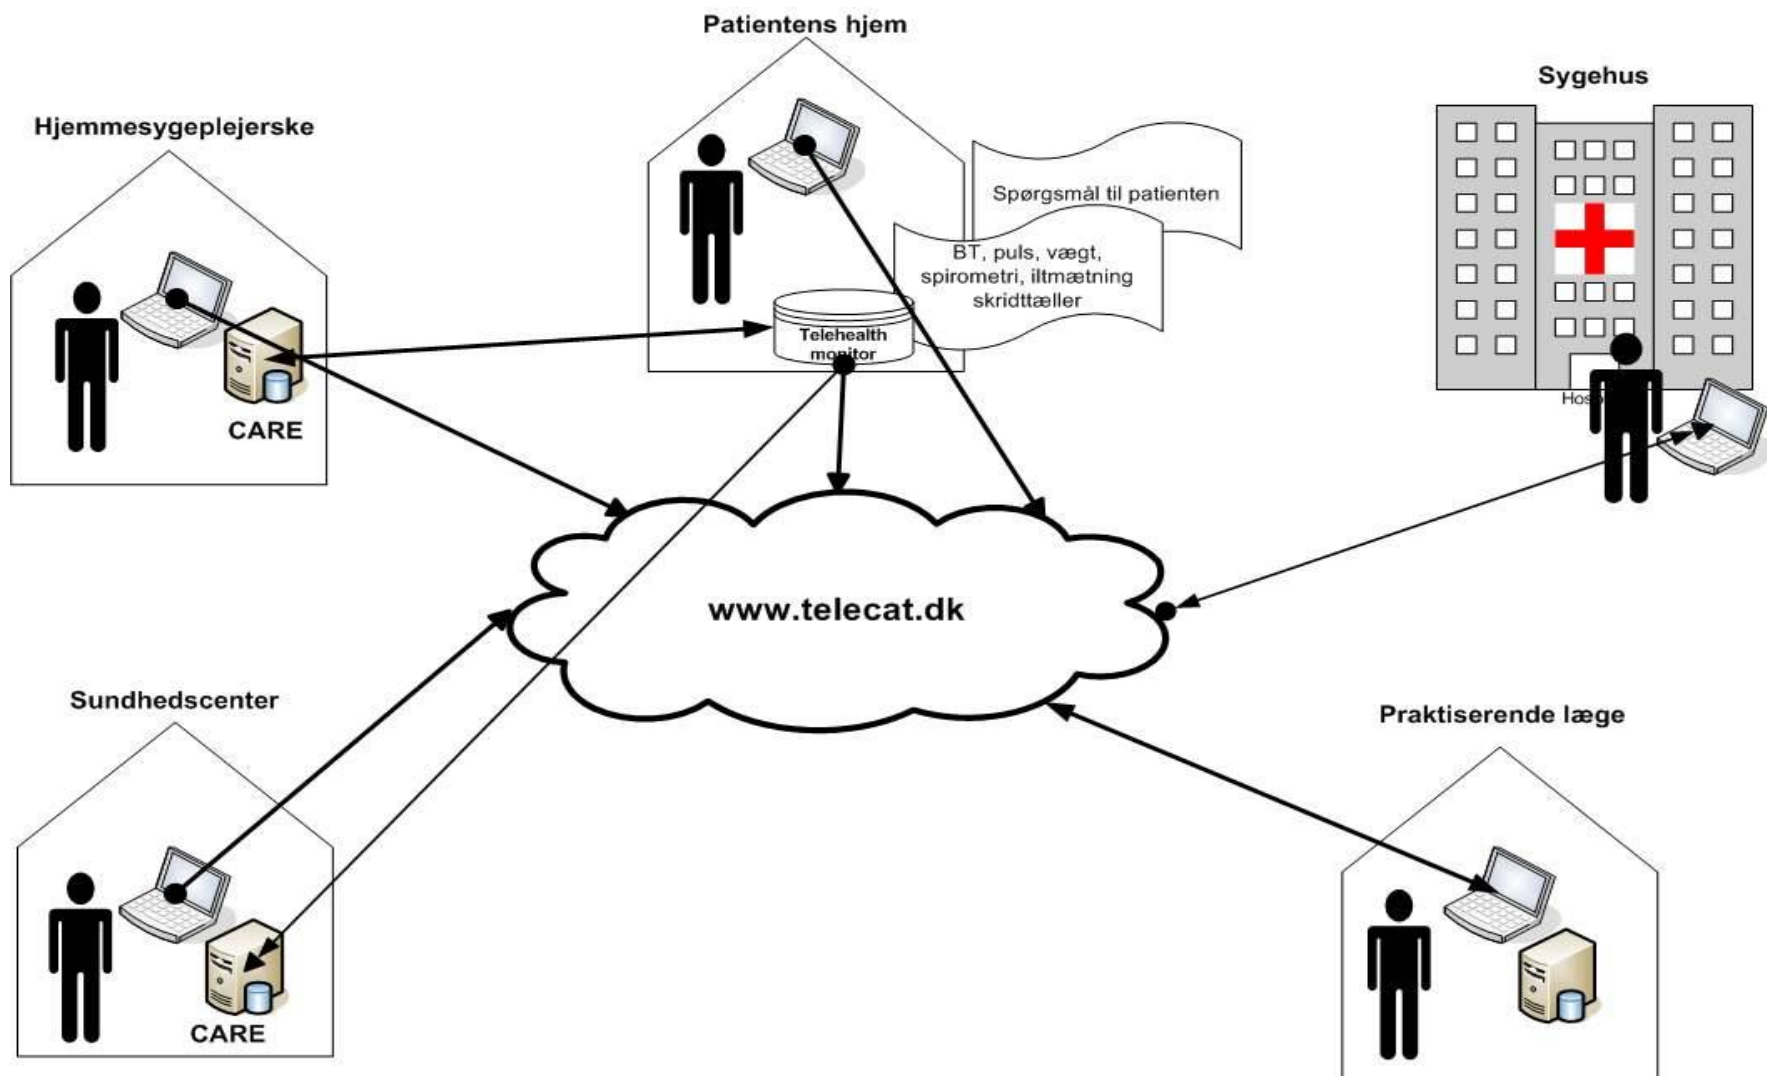 Patientens hjem
Sygehus
Hjemmesygeplejerske
Spørgsmål til patienten
BT, puls, vægt,
spirometri, iltmætning
skridttæller
Telehealth
monitor
CARE
www.telecat.dk
Sundhedscenter
Praktiserende læge
CARE